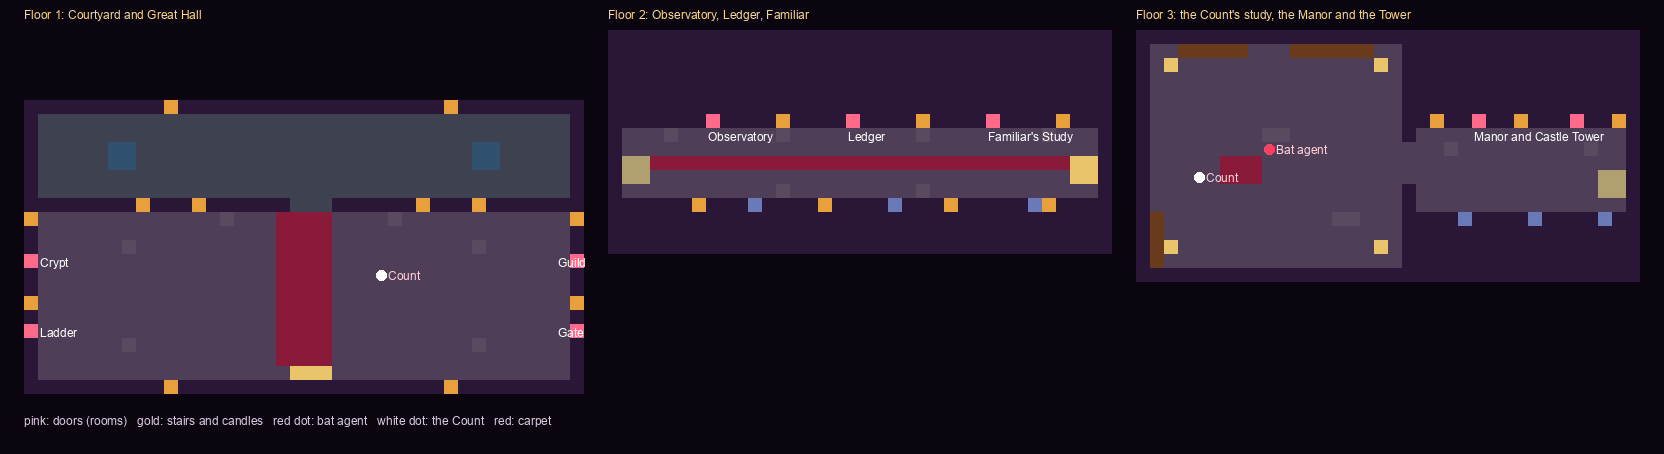 Floor 1: Courtyard and Great Hall
Floor 2: Observatory, Ledger, Familiar
Floor 3: the Count's study, the Manor and the Tower
Observatory
Ledger
Familiar's Study
Manor and Castle Tower
Bat agent
Count
Crypt
Guild
Count
Ladder
Gate
pink: doors (rooms) gold: stairs and candles red dot: bat agent white dot: the Count red: carpet